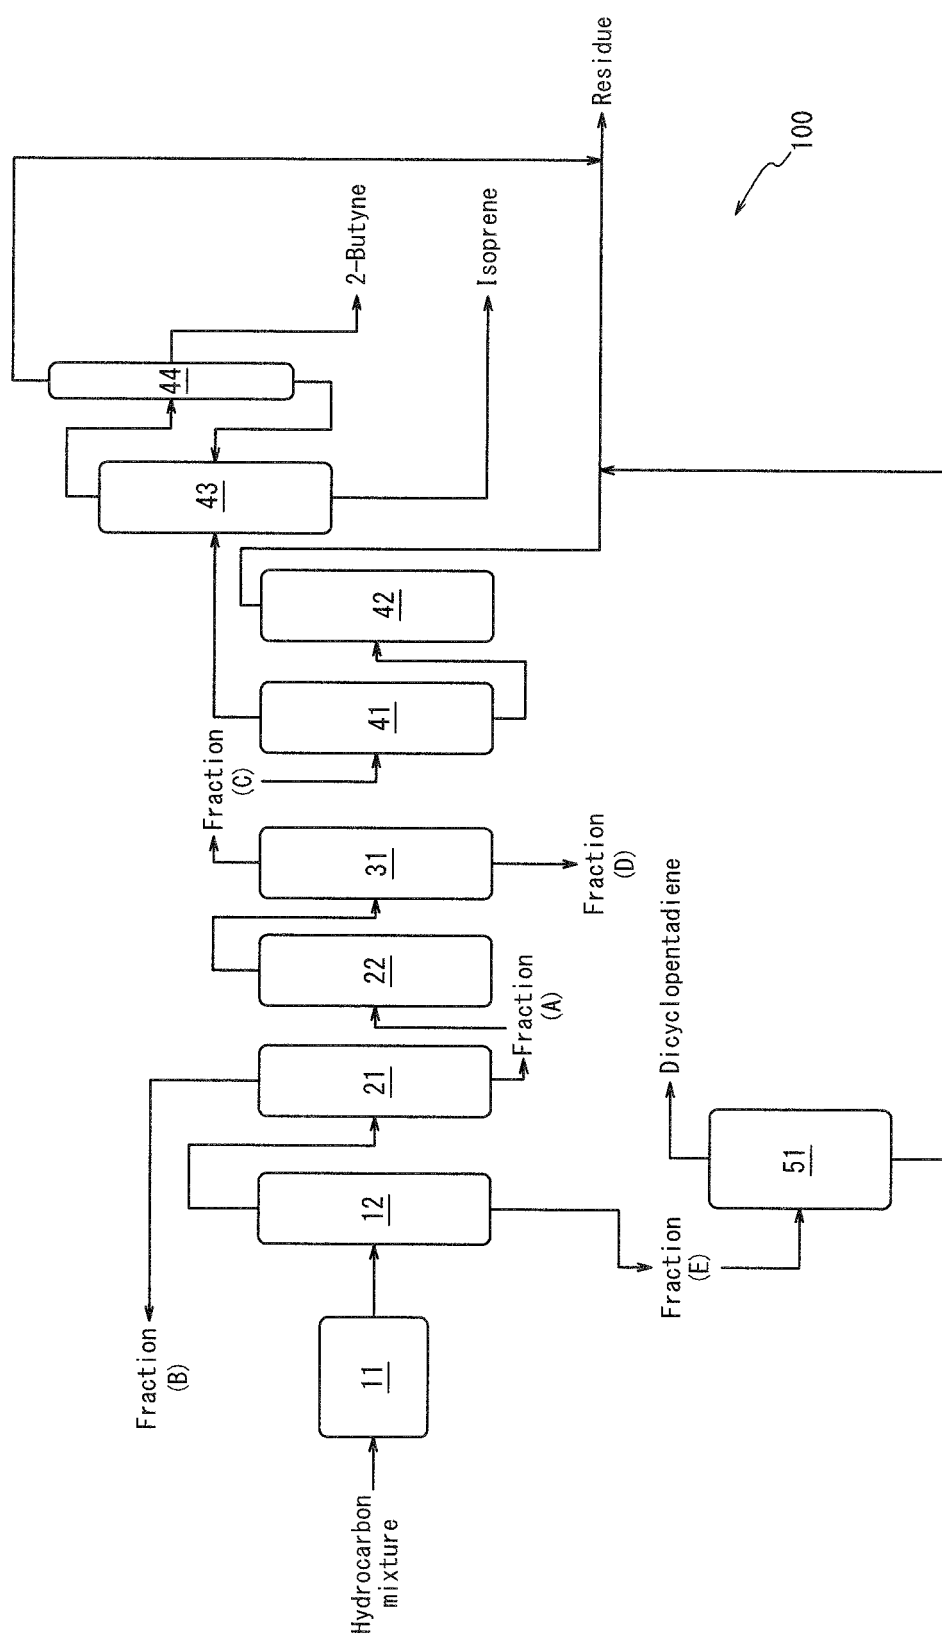 Hydrocarbon
mixture
11
12
Fraction
(B)
Fraction
(E)
21
Fraction
(A)
51
Dicyclopentadiene
22
31
Fraction
(C)
Fraction
(D)
41
42
43
44
2-Butyne
Isoprene
Residue
100